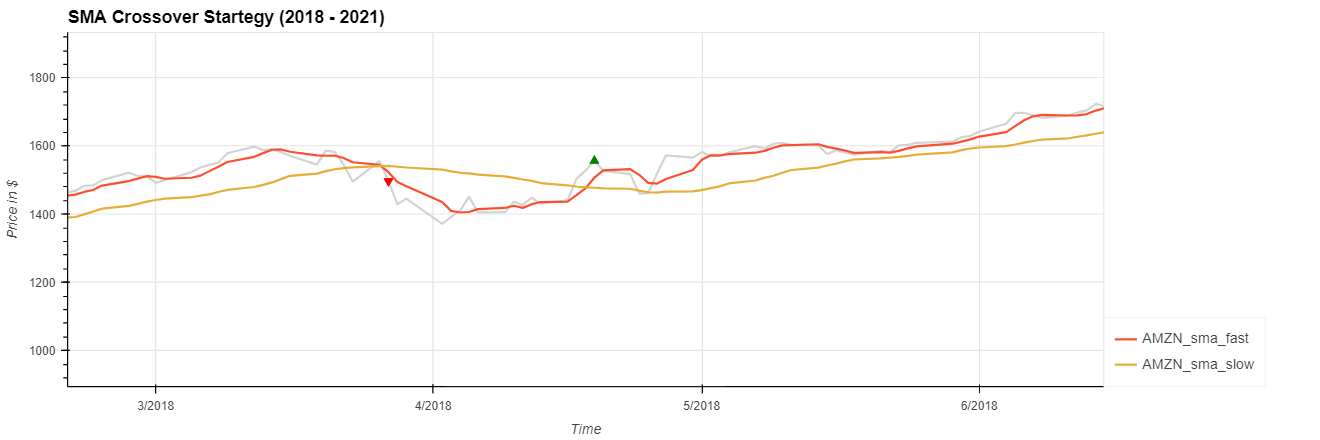 SMA Crossover Startegy (2018 - 2021)
Price in $
1800
1600
1400
1200
1000
3/2018
4/2018
5/2018
6/2018
Time
AMZN_sma_fast
AMZN_sma_slow